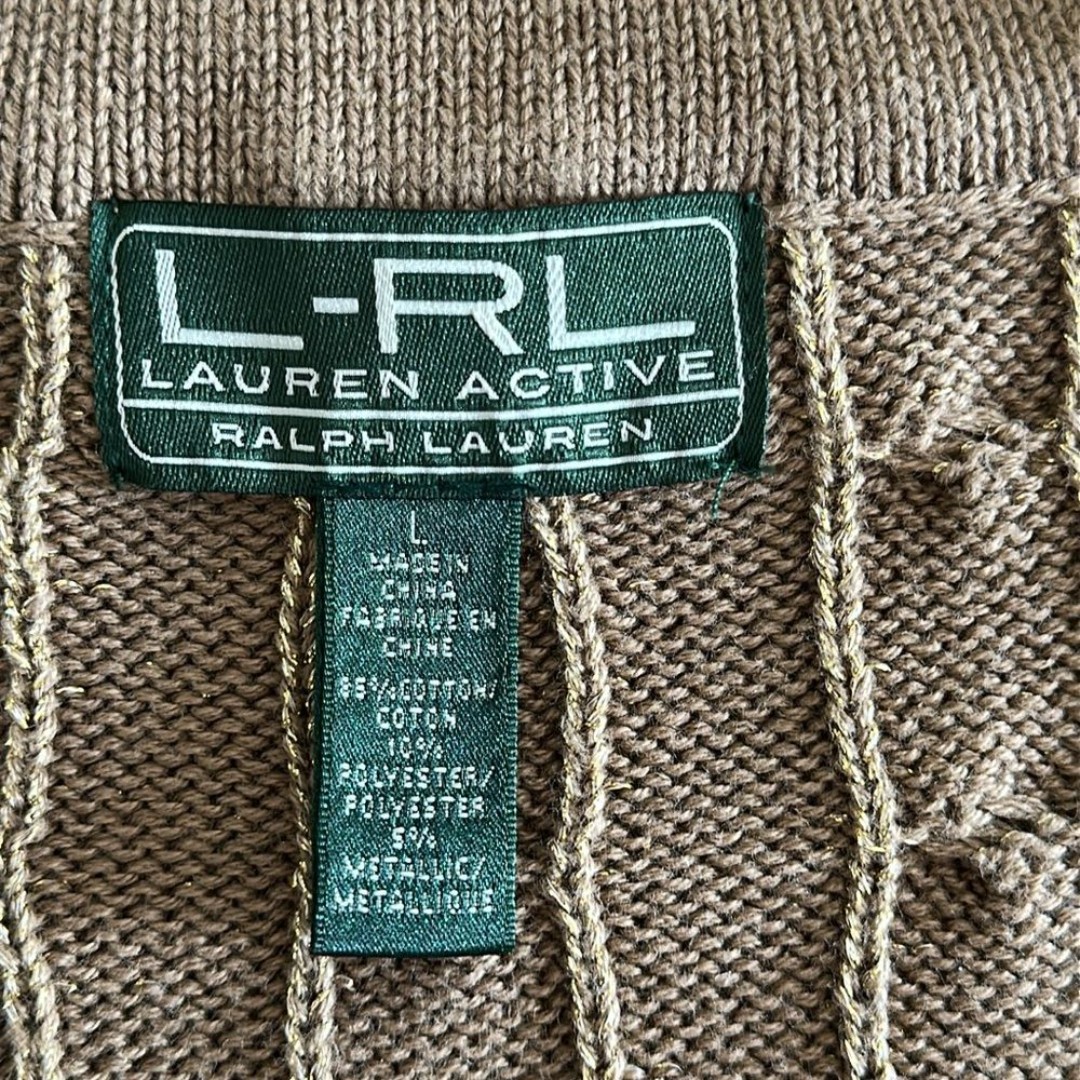 L-RL
LAUREN ACTIVE
RALPH LAUREN
L
MADE IN
CHINA
FABRIQUE EN
CHINE
85% COTTON/
COTON
10%
POLYESTER/
POLYESTER
5%
METALLIC/
METALLIQUE